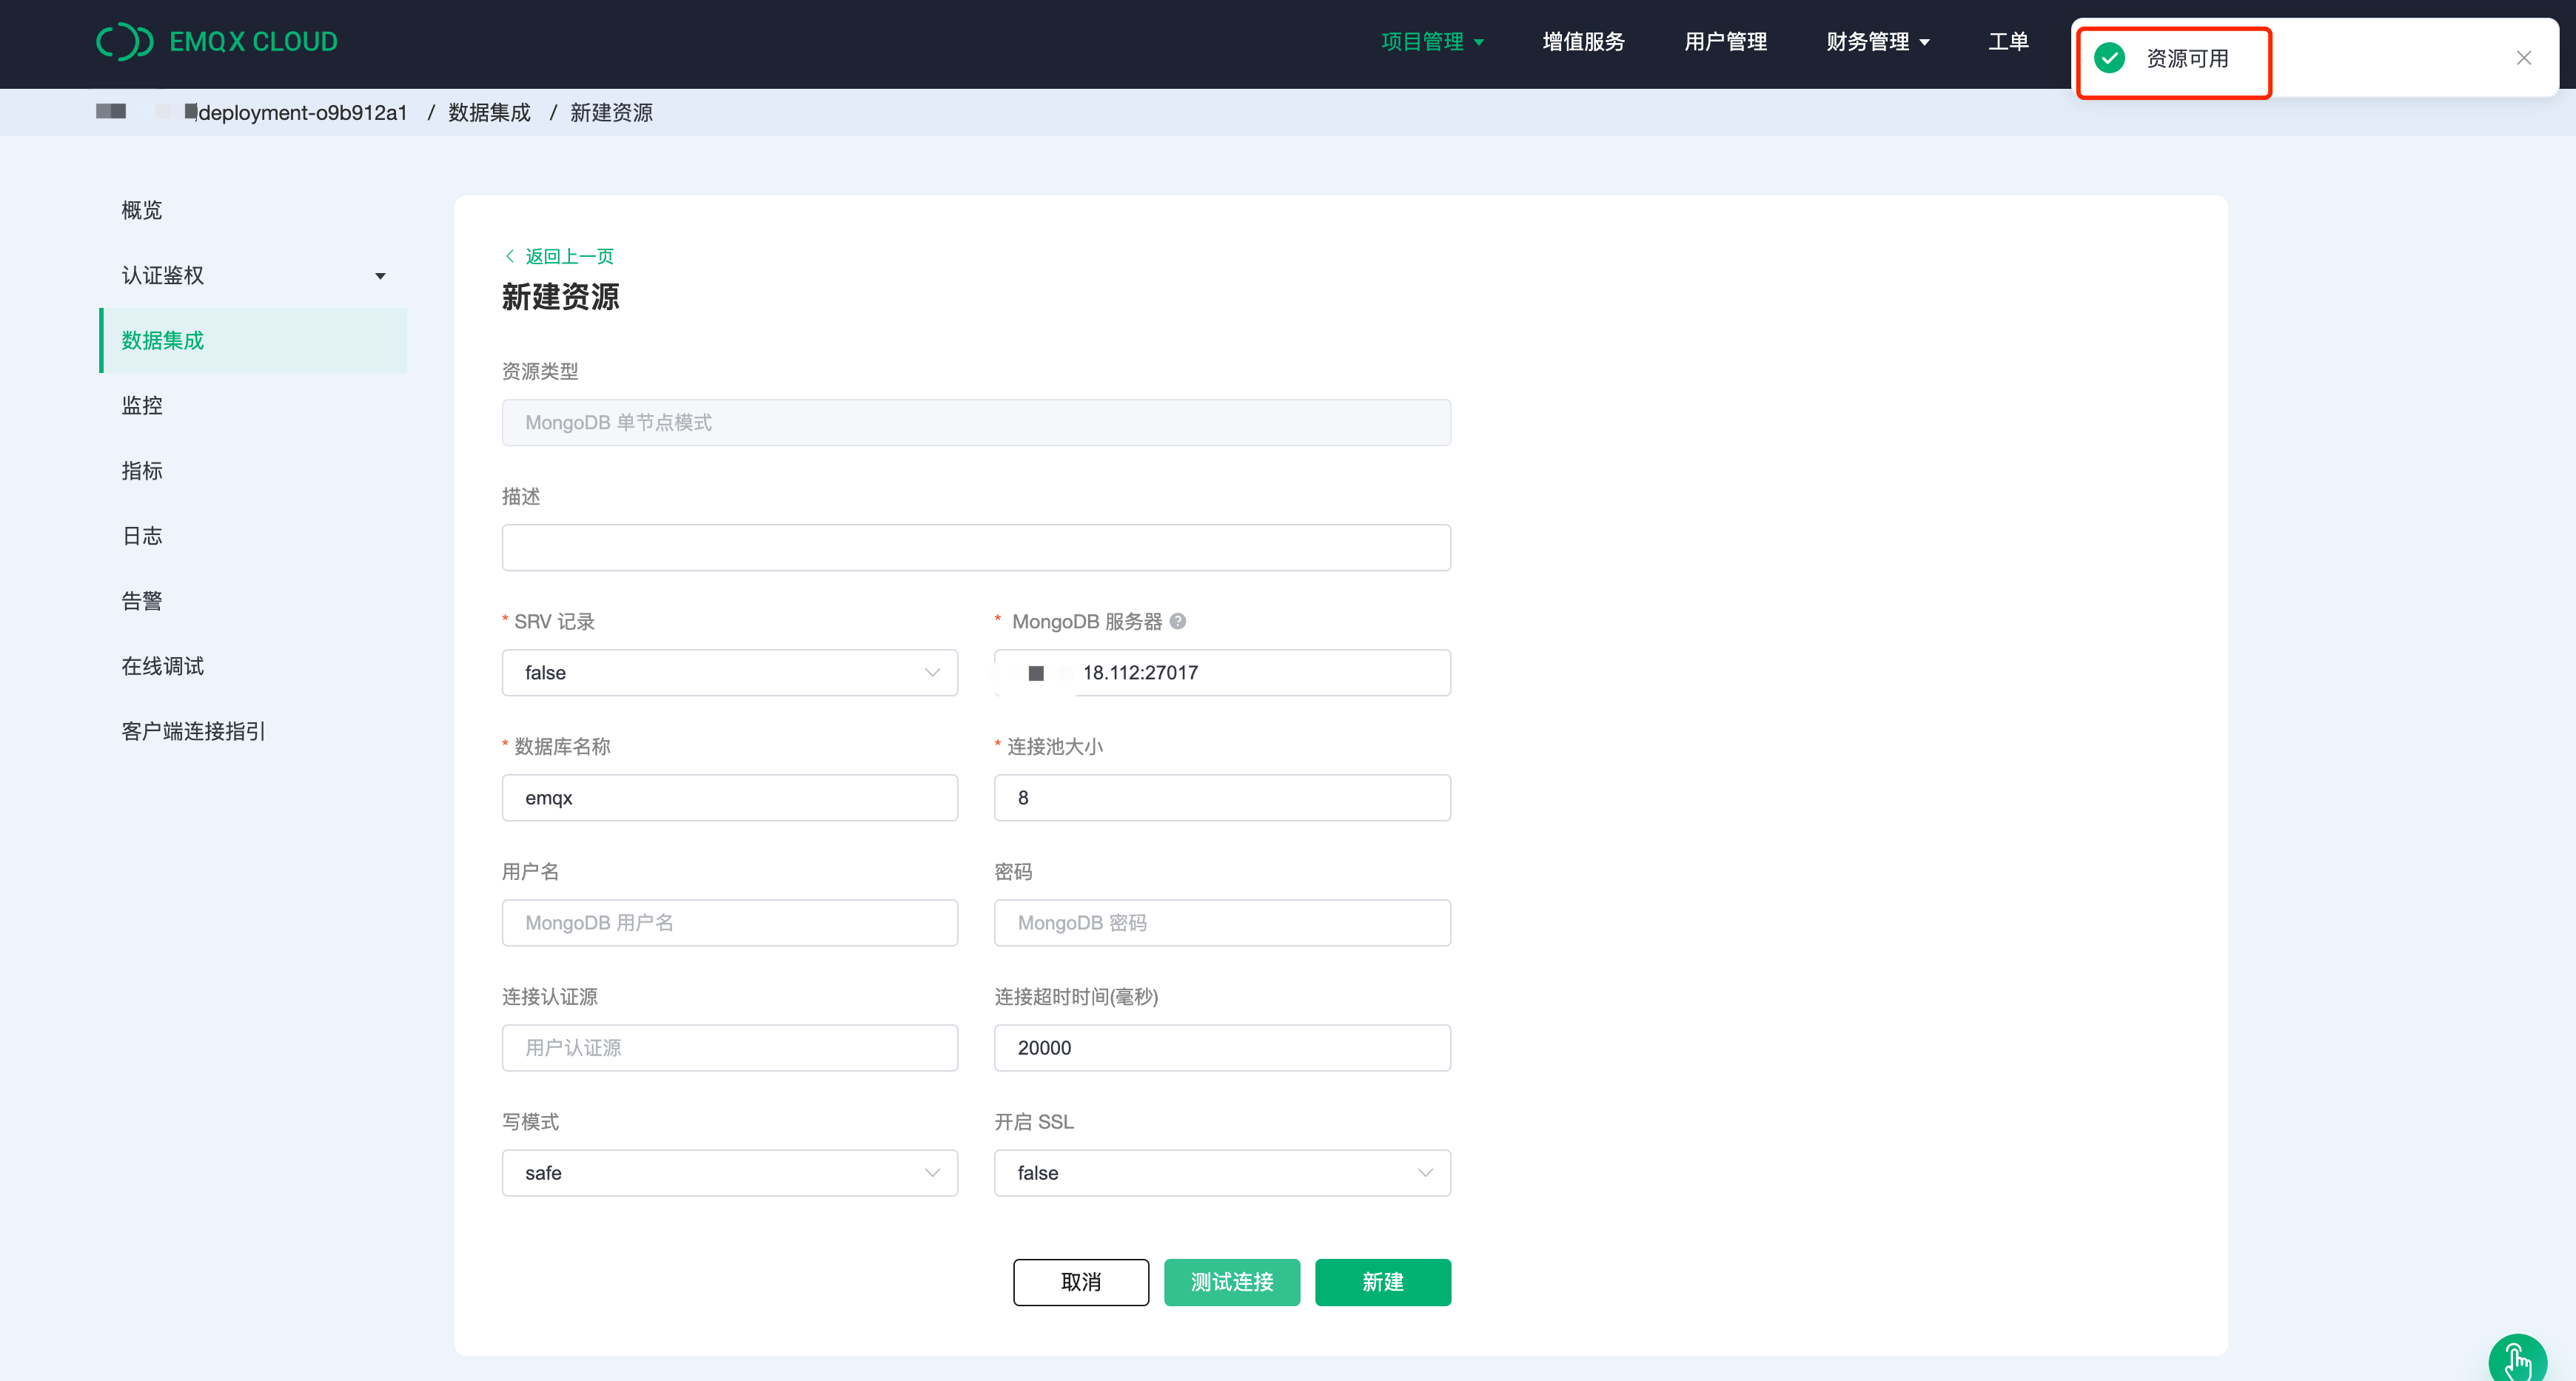 EMQX CLOUD
项目管理 增值服务 用户管理 财务管理 工单
资源可用
deployment-o9b912a1 / 数据集成 / 新建资源
概览
认证鉴权
数据集成
监控
指标
日志
告警
在线调试
客户端连接指引
返回上一页
新建资源
资源类型
MongoDB 单节点模式
描述
* SRV 记录
* MongoDB 服务器 ?
false
18.112:27017
* 数据库名称
* 连接池大小
emqx
8
用户名
密码
MongoDB 用户名
MongoDB 密码
连接认证源
连接超时时间(毫秒)
用户认证源
20000
写模式
开启 SSL
safe
false
取消
测试连接
新建